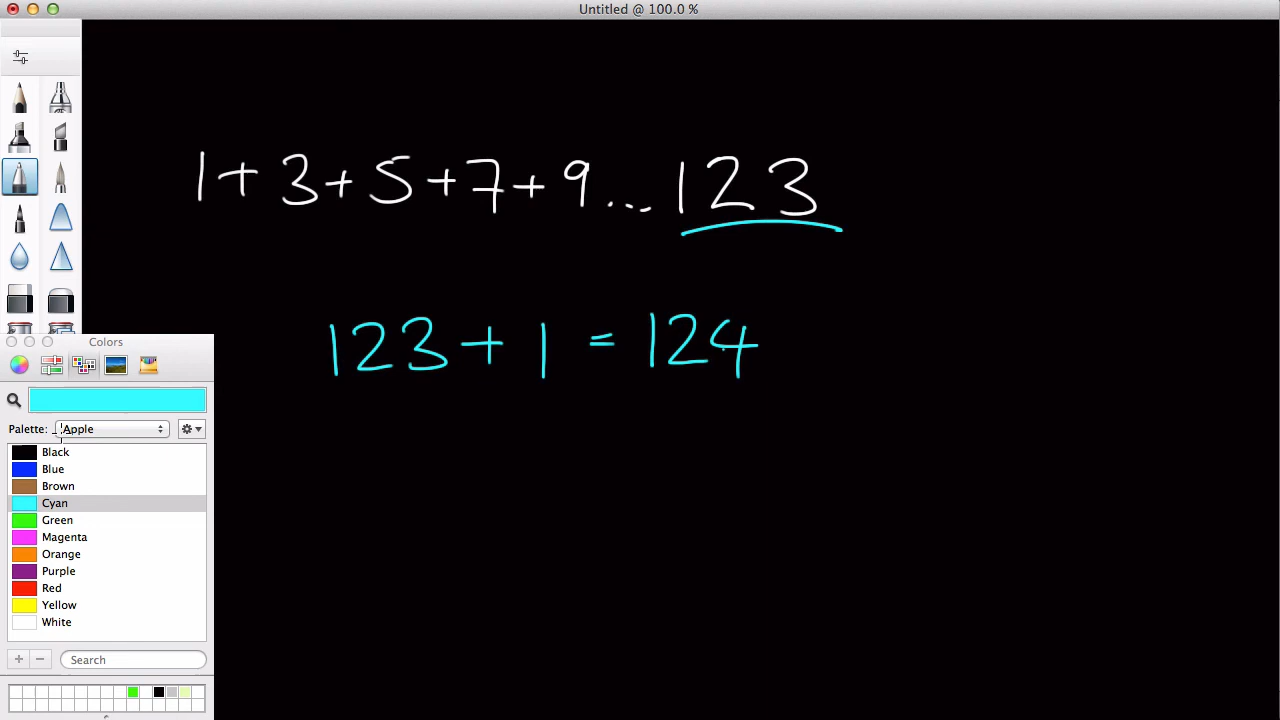 Untitled @ 100.0 %
1+3+5+7+9...123
123+1 = 124
Colors
Palette: Apple
Black
Blue
Brown
Cyan
Green
Magenta
Orange
Purple
Red
Yellow
White
+ −
Search